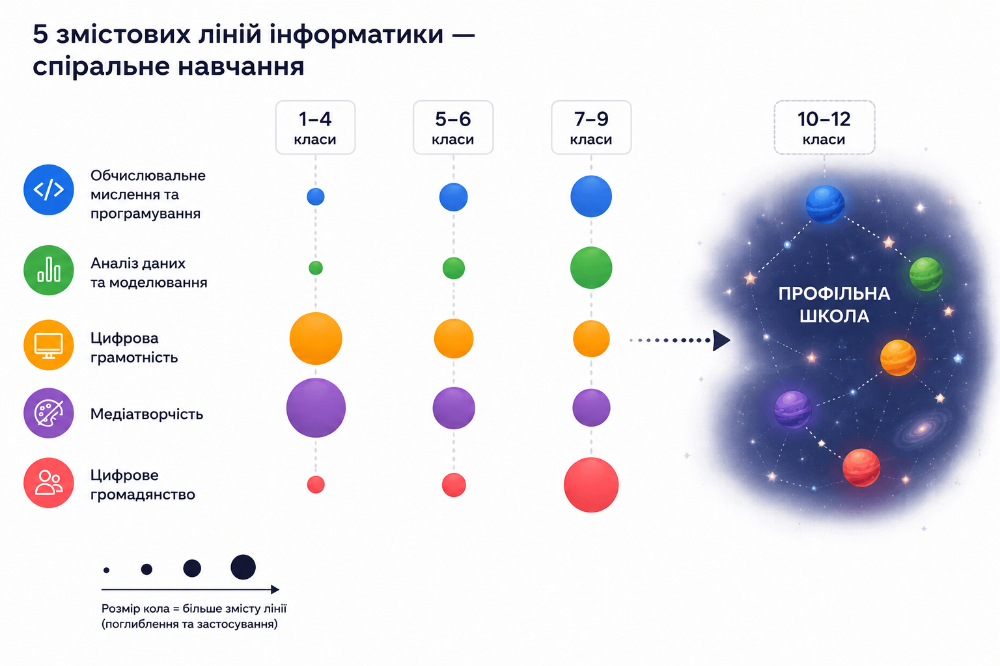 5 змістових ліній інформатики —
спіральне навчання
1–4
класи
5–6
класи
7–9
класи
10–12
класи
Обчислювальне
мислення та
програмування
Аналіз даних
та моделювання
Цифрова
грамотність
Медіатворчість
Цифрове
громадянство
ПРОФІЛЬНА
ШКОЛА
Розмір кола = більше змісту лінії
(поглиблення та застосування)